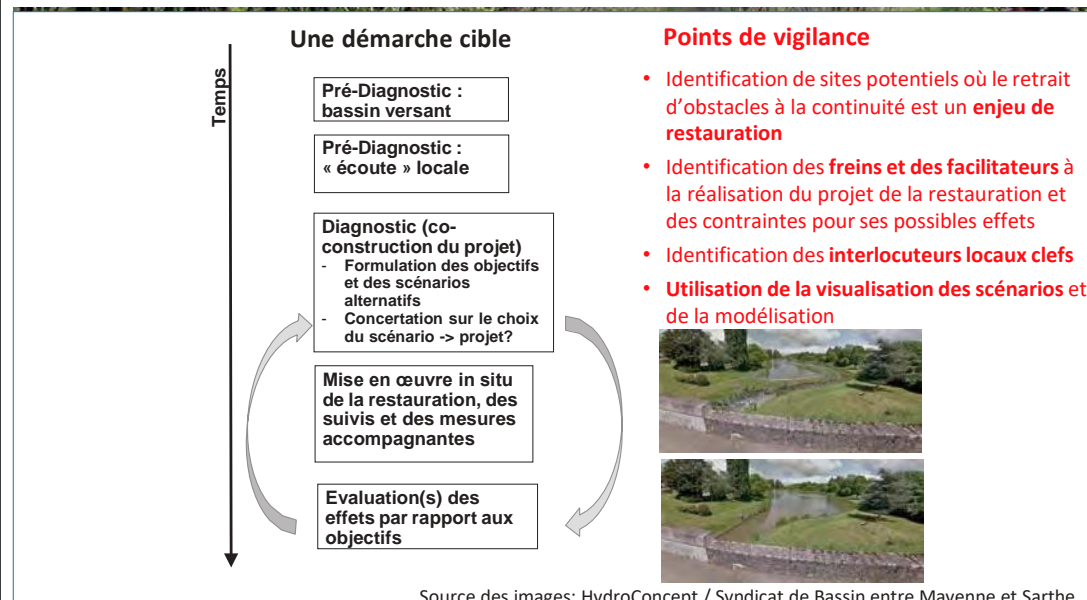 Une démarche cible
Temps
Pré-Diagnostic :
bassin versant
Pré-Diagnostic :
« écoute » locale
Diagnostic (co-
construction du projet)
- Formulation des objectifs
et des scénarios
alternatifs
- Concertation sur le choix
du scénario -> projet?
Mise en œuvre in situ
de la restauration, des
suivis et des mesures
accompagnantes
Evaluation(s) des
effets par rapport aux
objectifs
Points de vigilance
• Identification de sites potentiels où le retrait
d’obstacles à la continuité est un enjeu de
restauration
• Identification des freins et des facilitateurs à
la réalisation du projet de la restauration et
des contraintes pour ses possibles effets
• Identification des interlocuteurs locaux clefs
• Utilisation de la visualisation des scénarios et
de la modélisation
Source des images: HydroConcept / Syndicat de Bassin entre Mayenne et Sarthe